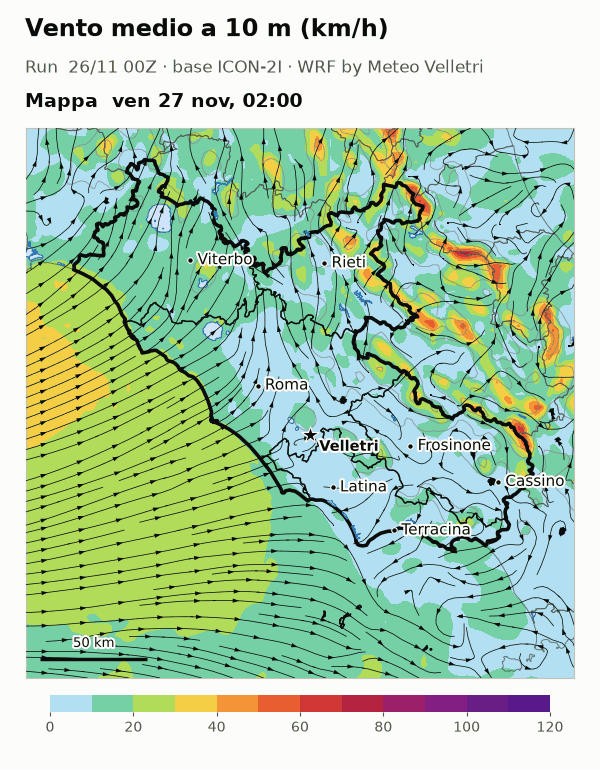 Vento medio a 10 m (km/h)
Run  26/11 00Z · base ICON-2I · WRF by Meteo Velletri
Mappa  ven 27 nov, 02:00
Viterbo
Rieti
Roma
Velletri
Frosinone
Cassino
Latina
Terracina
50 km
0 20 40 60 80 100 120